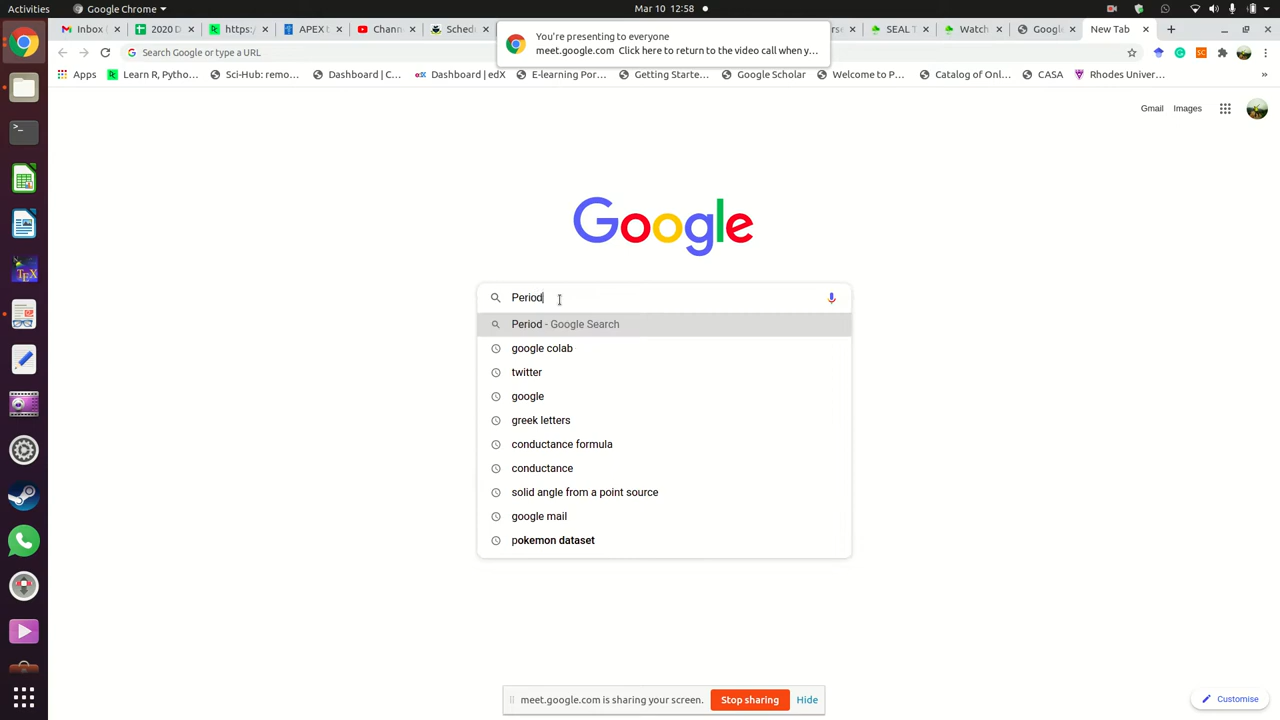 Activities
Google Chrome
Mar 10 12:58
Inbox (
2020 D
https:/
APEX t
Chann
Sched
SEAL T
Watch
Google
New Tab
You're presenting to everyone
meet.google.com Click here to return to the video call when y...
Search Google or type a URL
Apps
Learn R, Pytho...
Sci-Hub: remo...
Dashboard | C...
Dashboard | edX
E-learning Por...
Getting Starte...
Google Scholar
Welcome to P...
Catalog of Onl...
CASA
Rhodes Univer...
»
Gmail
Images
Google
Period
Period - Google Search
google colab
twitter
google
greek letters
conductance formula
conductance
solid angle from a point source
google mail
pokemon dataset
meet.google.com is sharing your screen.
Stop sharing
Hide
Customise